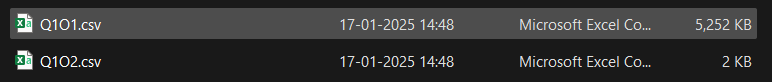 Q1O1.csv 17-01-2025 14:48 Microsoft Excel Co... 5,252 KB
Q1O2.csv 17-01-2025 14:48 Microsoft Excel Co... 2 KB